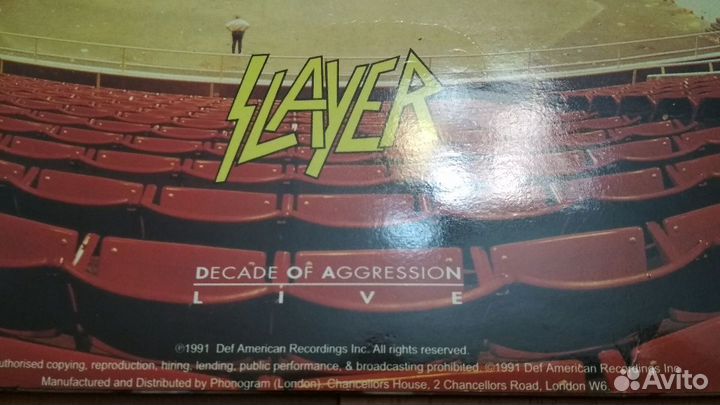 SLAYER
DECADE OF AGGRESSION
LIVE
℗1991 Def American Recordings Inc. All rights reserved.
uthorised copying, reproduction, hiring, lending, public performance, & broadcasting prohibited. ©1991 Def American Recordings Inc
Manufactured and Distributed by Phonogram (London). Chancellors House, 2 Chancellors Road, London W6.
Avito